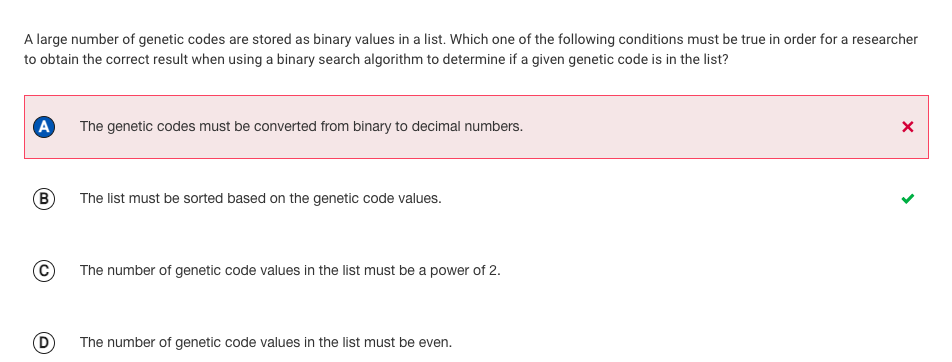 A large number of genetic codes are stored as binary values in a list. Which one of the following conditions must be true in order for a researcher
to obtain the correct result when using a binary search algorithm to determine if a given genetic code is in the list?
A The genetic codes must be converted from binary to decimal numbers.
B The list must be sorted based on the genetic code values.
C The number of genetic code values in the list must be a power of 2.
D The number of genetic code values in the list must be even.